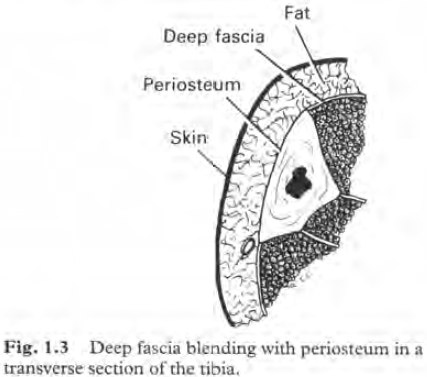 Fat
Deep fascia
Periosteum
Skin
Fig. 1.3 Deep fascia blending with periosteum in a
transverse section of the tibia.